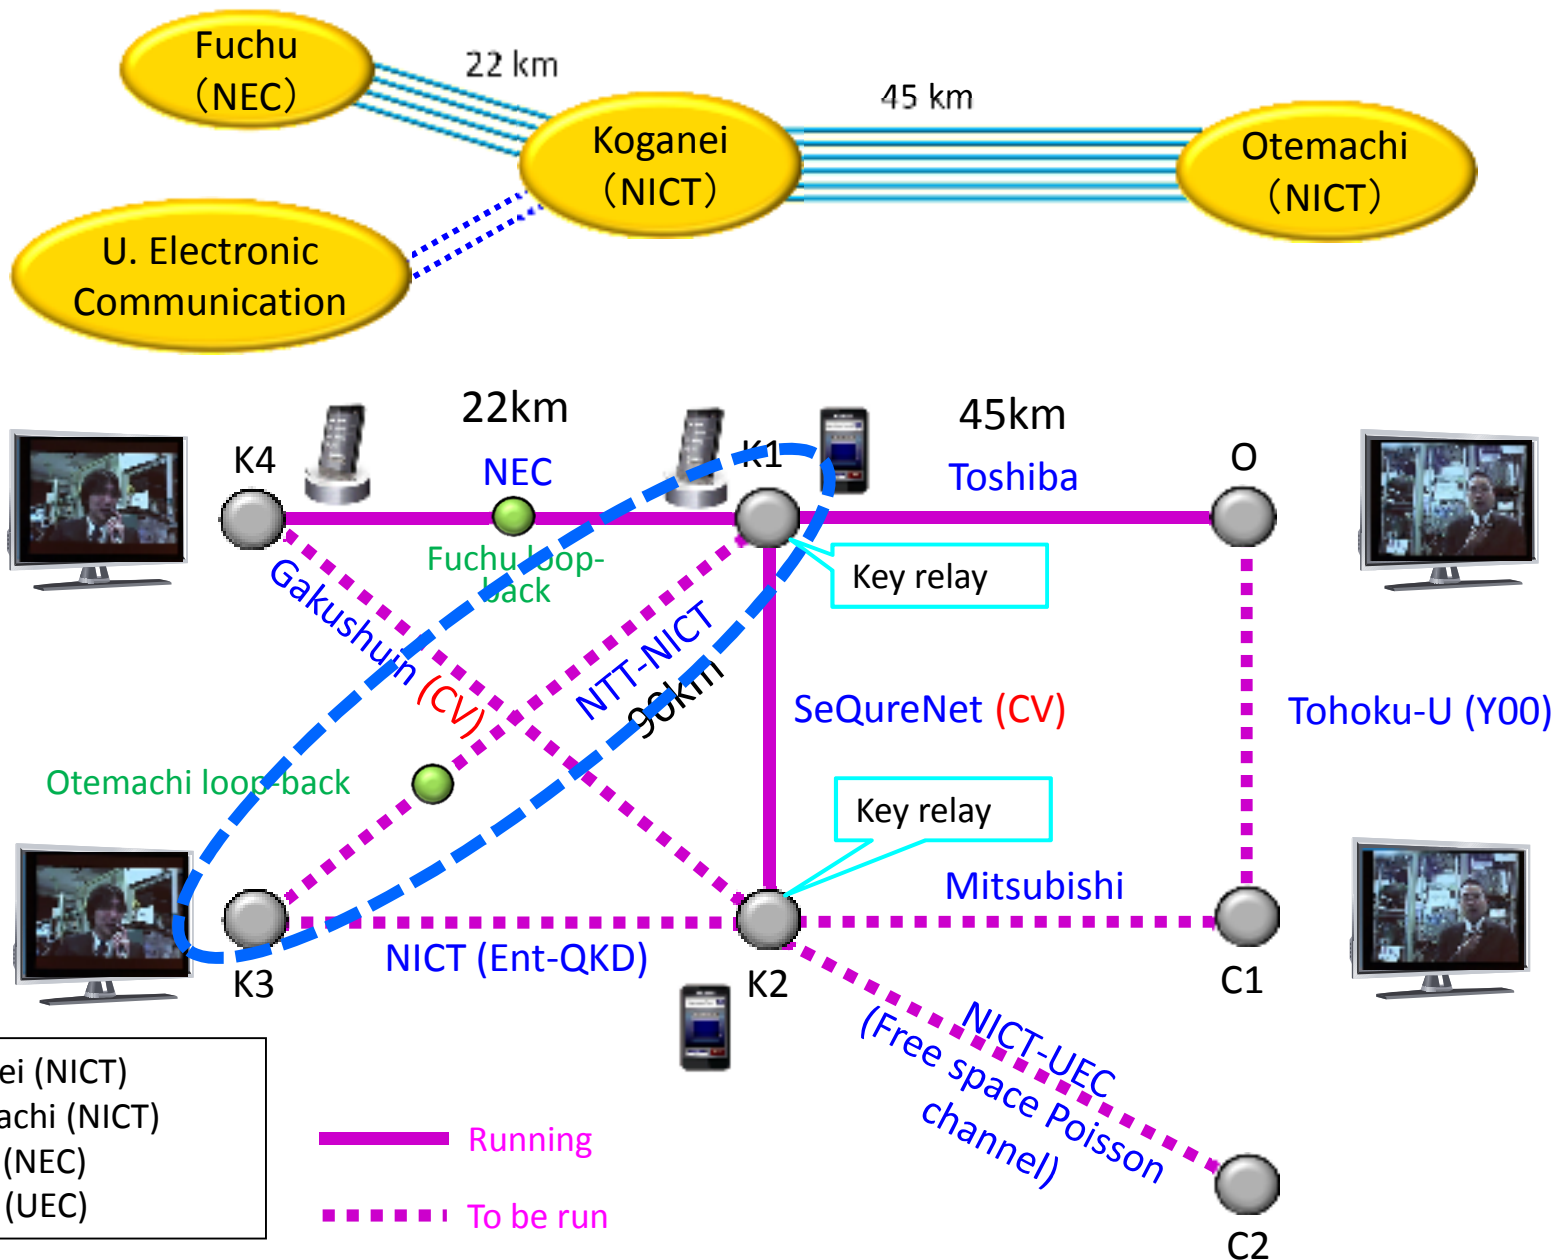 Fuchu
（NEC）
22 km
45 km
Koganei
（NICT）
Otemachi
（NICT）
U. Electronic
Communication
22km
45km
K4
NEC
K1
Toshiba
O
Fuchu loop-
back
Key relay
Gakushuin (CV)
NTT-NICT
90km
SeQureNet (CV)
Tohoku-U (Y00)
Otemachi loop-back
Key relay
Mitsubishi
NICT (Ent-QKD)
K3
K2
C1
NICT-UEC
(Free space Poisson
channel)
C2
ei (NICT)
achi (NICT)
(NEC)
(UEC)
Running
To be run